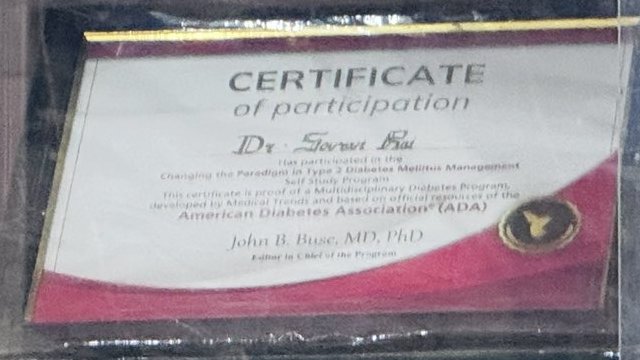 CERTIFICATE
of participation
Dr.
Has participated in the
Changing the Paradigm in Type 2 Diabetes Mellitus Management
Self Study Program
This certificate is proof of a Multidisciplinary Diabetes Program,
developed by Medical Trends and based on official resources of the
American Diabetes Association® (ADA)
John B. Buse, MD, PhD
Editor in Chief of the Program